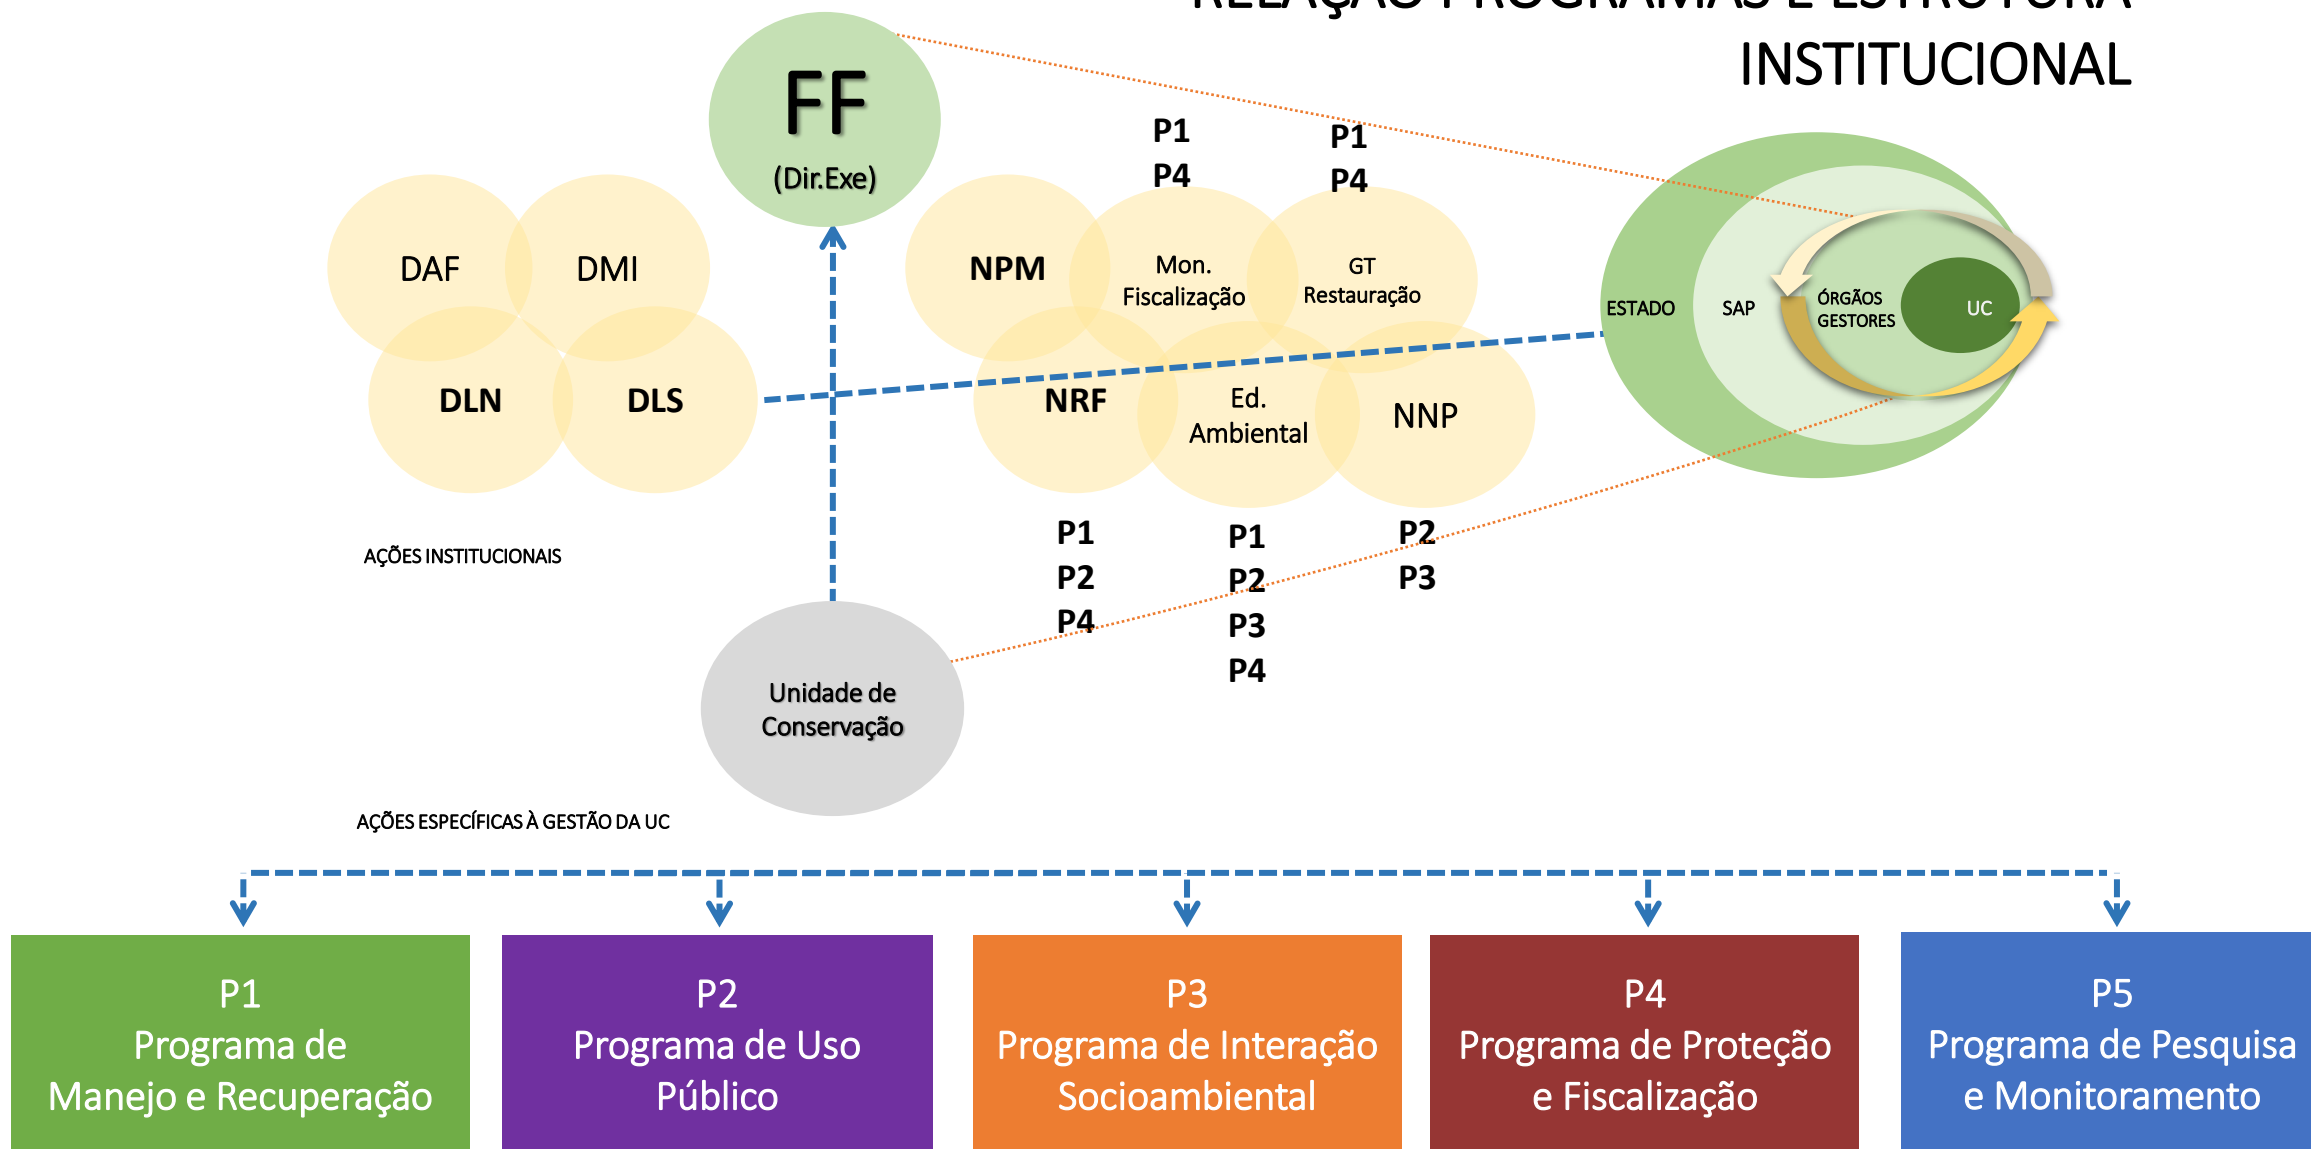 RELAÇÃO PROGRAMAS E ESTRUTURA
INSTITUCIONAL
FF
(Dir.Exe)
P1
P4
P1
P4
DAF
DMI
DLN
DLS
NPM
Mon.
Fiscalização
GT
Restauração
NRF
Ed.
Ambiental
NNP
ESTADO
SAP
ÓRGÃOS
GESTORES
UC
P1
P2
P4
P1
P2
P3
P4
P2
P3
AÇÕES INSTITUCIONAIS
Unidade de
Conservação
AÇÕES ESPECÍFICAS À GESTÃO DA UC
P1
Programa de
Manejo e Recuperação
P2
Programa de Uso
Público
P3
Programa de Interação
Socioambiental
P4
Programa de Proteção
e Fiscalização
P5
Programa de Pesquisa
e Monitoramento